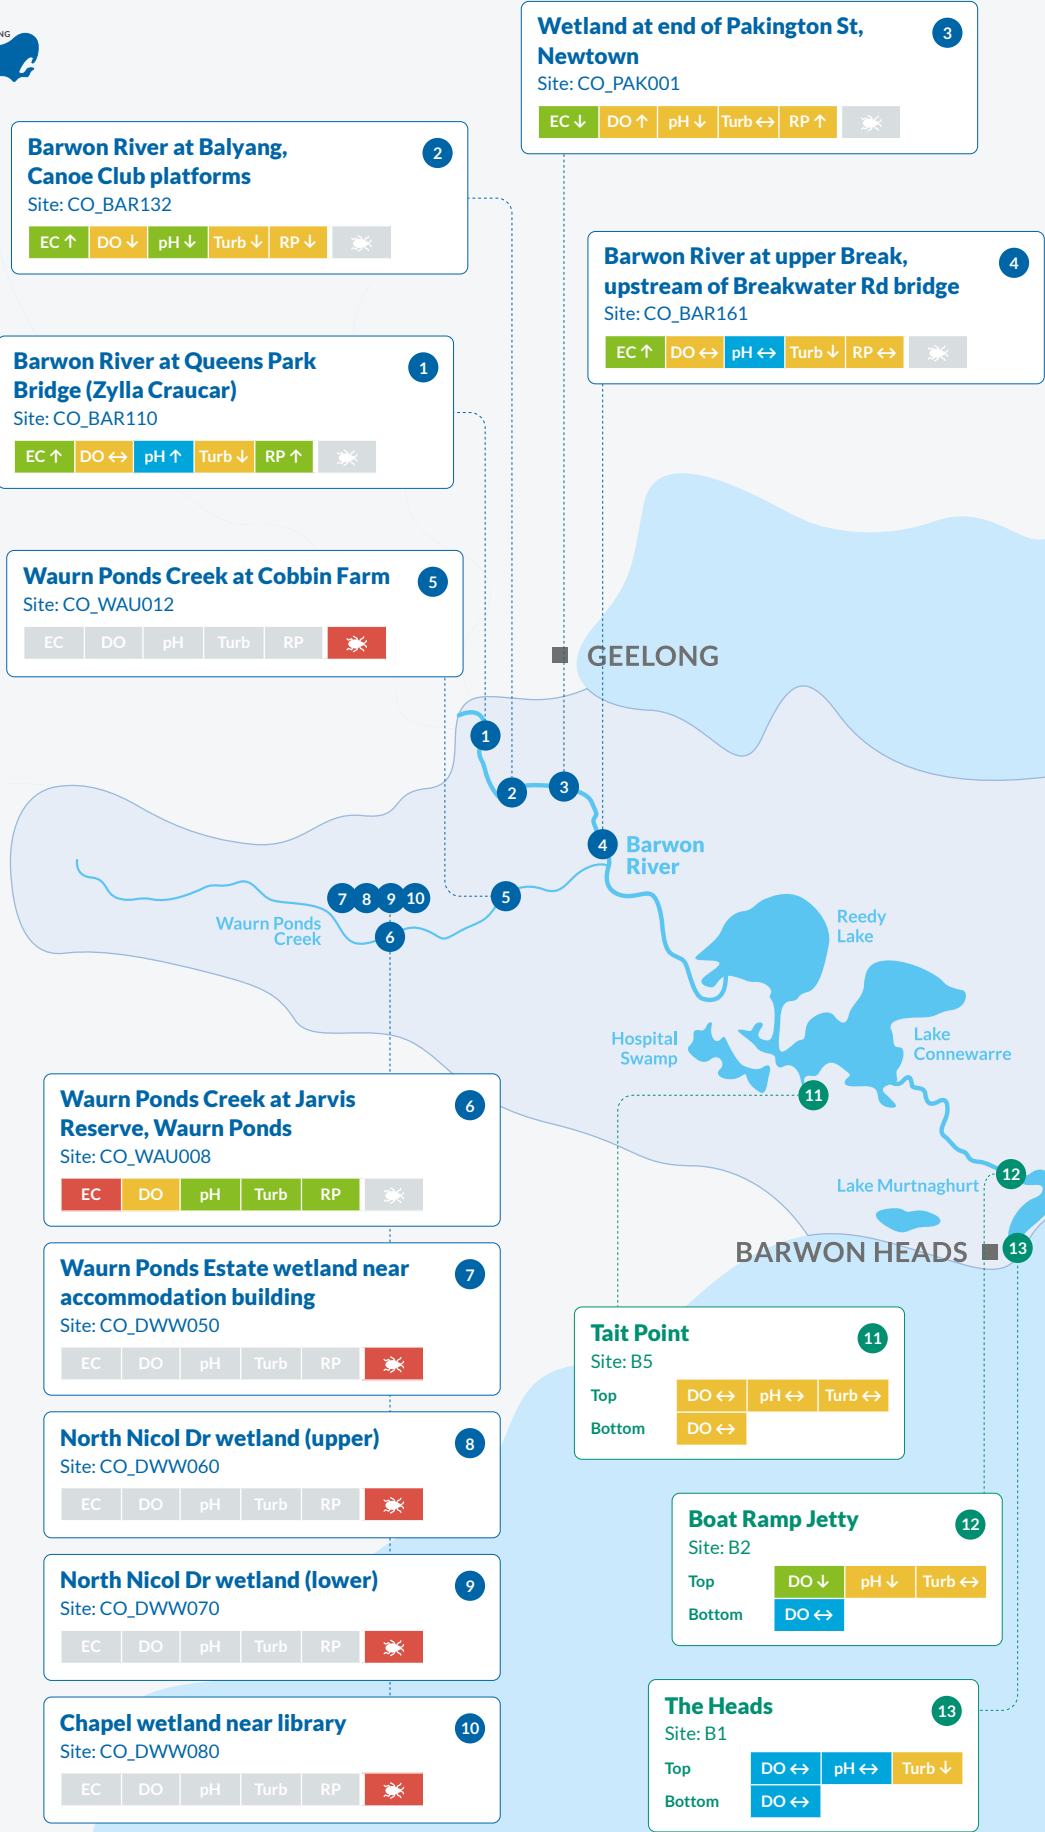 NG
Wetland at end of Pakington St,
Newtown
3
Site: CO_PAK001
EC ↓ DO ↑ pH ↓ Turb ↔ RP ↑
Barwon River at Balyang,
Canoe Club platforms
2
Site: CO_BAR132
EC ↑ DO ↓ pH ↓ Turb ↓ RP ↓
Barwon River at upper Break,
upstream of Breakwater Rd bridge
4
Site: CO_BAR161
EC ↑ DO ↔ pH ↔ Turb ↓ RP ↔
Barwon River at Queens Park
Bridge (Zylla Craucar)
1
Site: CO_BAR110
EC ↑ DO ↔ pH ↑ Turb ↓ RP ↑
Waurn Ponds Creek at Cobbin Farm
5
Site: CO_WAU012
EC DO pH Turb RP
GEELONG
1
2
3
4
Barwon
River
5
7 8 9 10
6
Waurn Ponds
Creek
Reedy
Lake
Hospital
Swamp
Lake
Connewarre
11
12
Lake Murtnaghurt
BARWON HEADS
13
Waurn Ponds Creek at Jarvis
Reserve, Waurn Ponds
6
Site: CO_WAU008
EC DO pH Turb RP
Waurn Ponds Estate wetland near
accommodation building
7
Site: CO_DWW050
EC DO pH Turb RP
North Nicol Dr wetland (upper)
8
Site: CO_DWW060
EC DO pH Turb RP
North Nicol Dr wetland (lower)
9
Site: CO_DWW070
EC DO pH Turb RP
Chapel wetland near library
10
Site: CO_DWW080
EC DO pH Turb RP
Tait Point
11
Site: B5
Top DO ↔ pH ↔ Turb ↔
Bottom DO ↔
Boat Ramp Jetty
12
Site: B2
Top DO ↓ pH ↓ Turb ↔
Bottom DO ↔
The Heads
13
Site: B1
Top DO ↔ pH ↔ Turb ↓
Bottom DO ↔